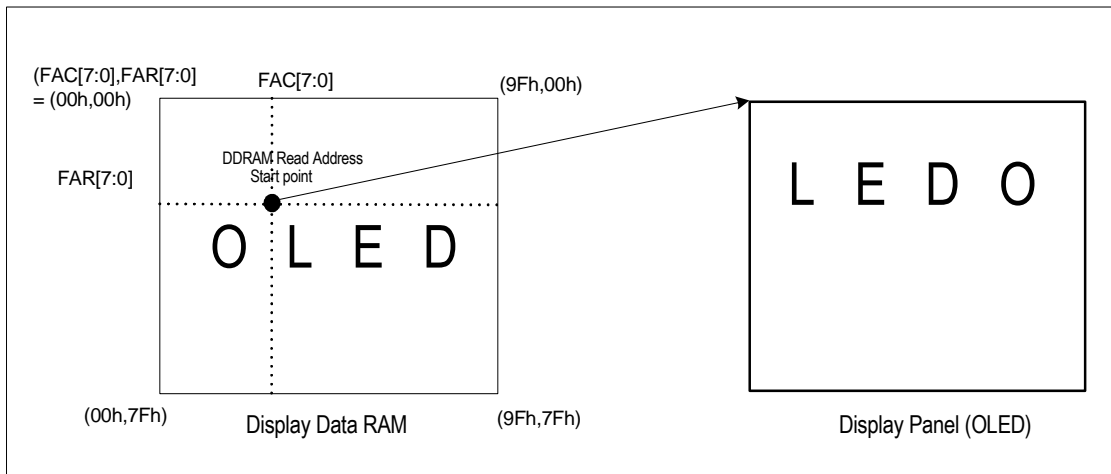 (FAC[7:0],FAR[7:0]
= (00h,00h)
FAC[7:0]
(9Fh,00h)
DDRAM Read Address
Start point
FAR[7:0]
O L E D
(00h,7Fh)
Display Data RAM
(9Fh,7Fh)
L E D O
Display Panel (OLED)